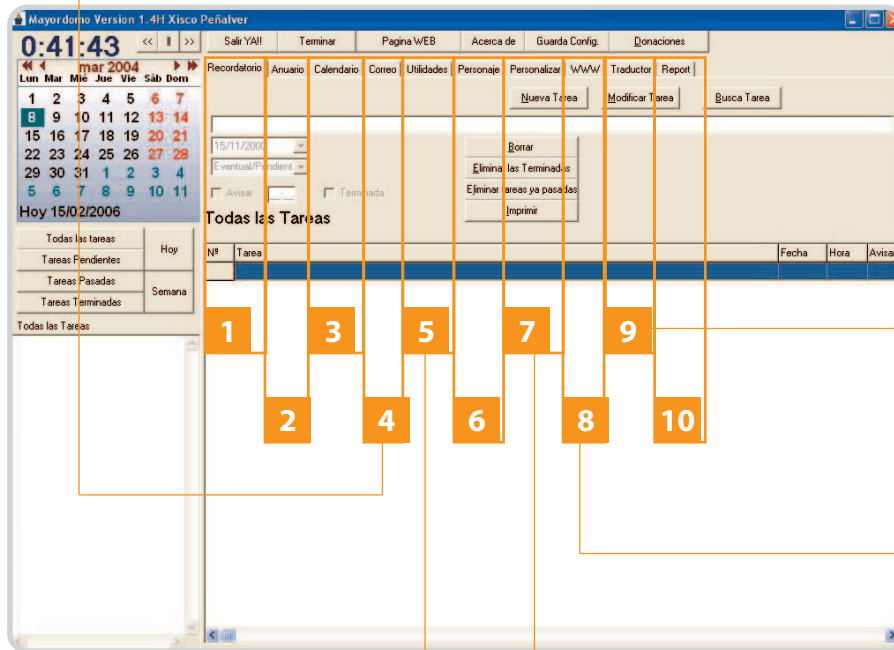 Mayordomo Version 1.4H Xisco Peñalver
0:41:43 << || >>
Salir YA!! Terminar Pagina WEB Acerca de Guarda Config. Donaciones
mar 2004
Lun Mar Mié Jue Vie Sáb Dom
1 2 3 4 5 6 7
8 9 10 11 12 13 14
15 16 17 18 19 20 21
22 23 24 25 26 27 28
29 30 31 1 2 3 4
5 6 7 8 9 10 11
Hoy 15/02/2006
Todas las tareas
Tareas Pendientes
Hoy
Tareas Pasadas
Tareas Terminadas
Semana
Todas las Tareas
Recordatorio Anuario Calendario Correo Utilidades Personaje Personalizar WWW Traductor Report
Nueva Tarea Modificar Tarea Busca Tarea
15/11/2000
Eventual/Pendient
Avisar Terminada
Borrar
Eliminar las Terminadas
Eliminar tareas ya pasadas
Imprimir
Todas las Tareas
Nº Tarea Fecha Hora Avisar
1 3 5 7 9
2 4 6 8 10